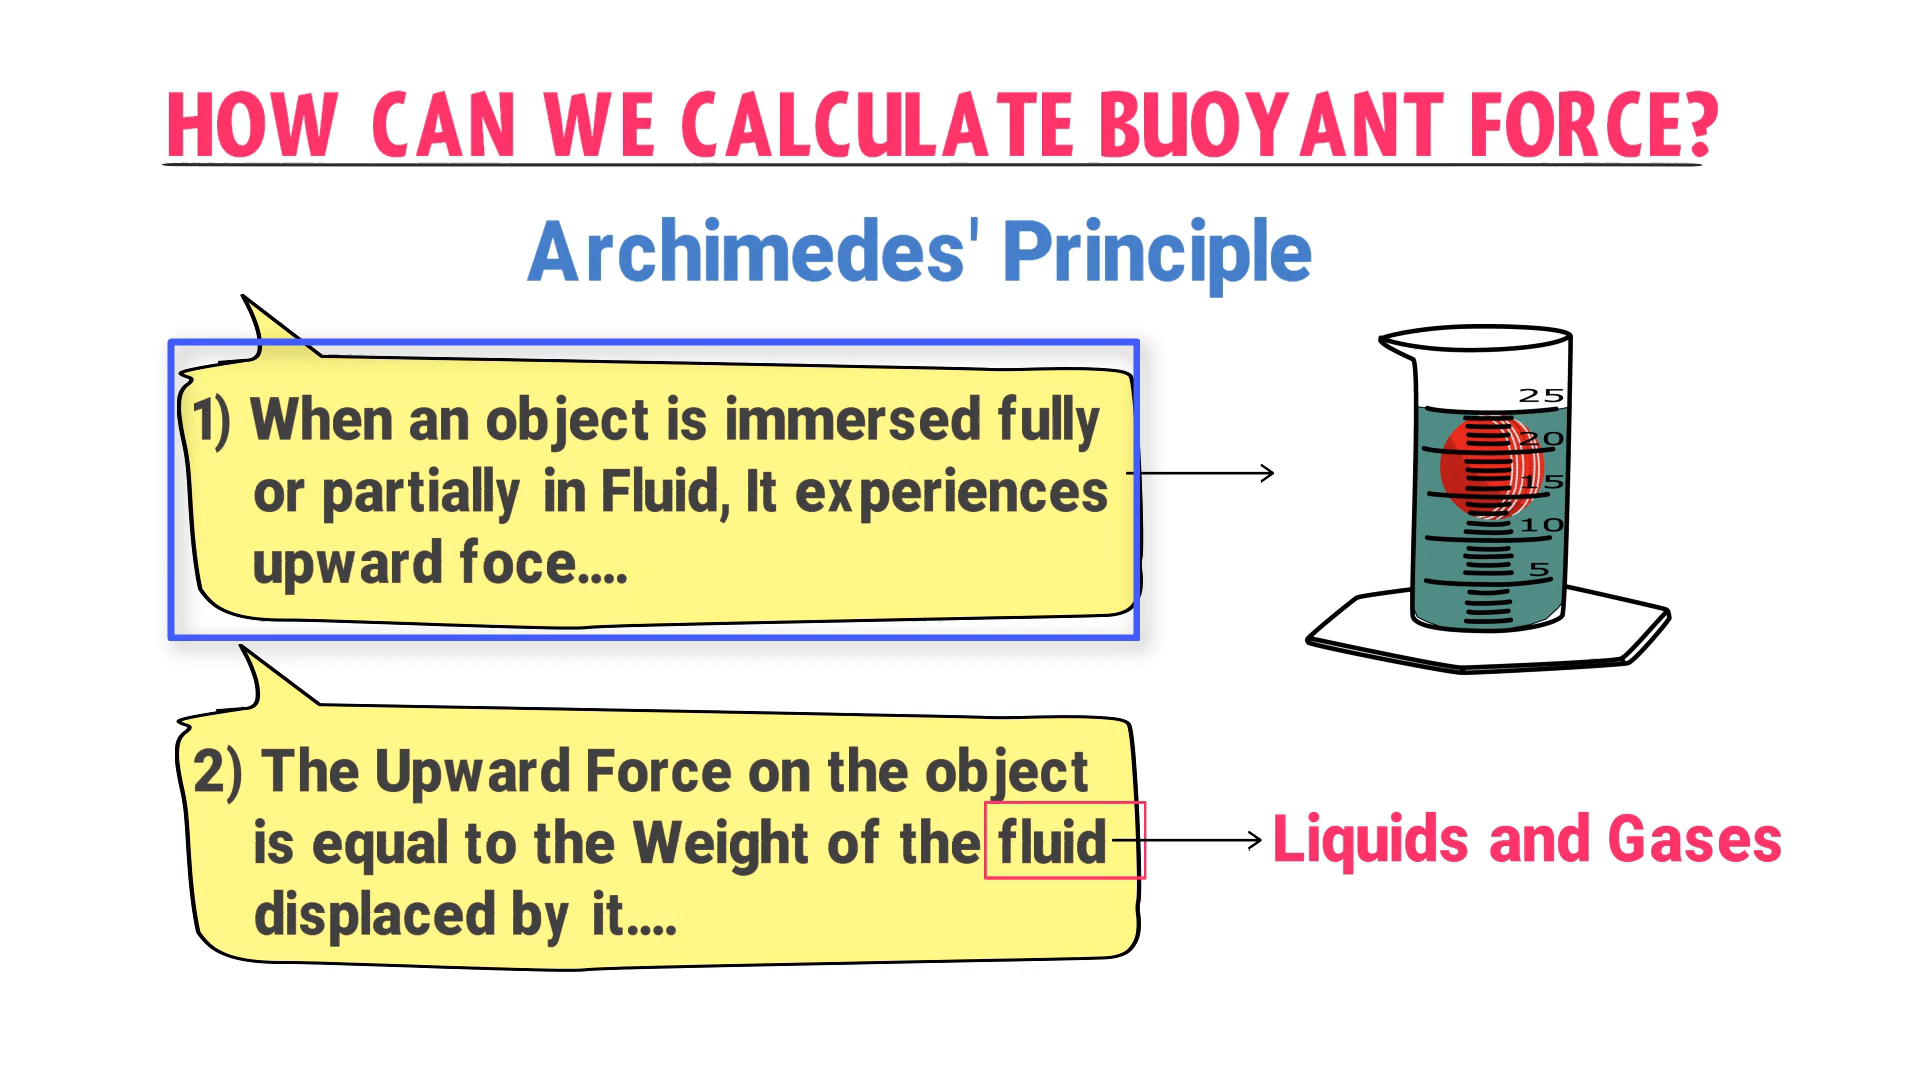 HOW CAN WE CALCULATE BUOYANT FORCE?
Archimedes' Principle
1) When an object is immersed fully
or partially in Fluid, It experiences
upward foce....
25
20
15
10
5
2) The Upward Force on the object
is equal to the Weight of the fluid
displaced by it....
Liquids and Gases